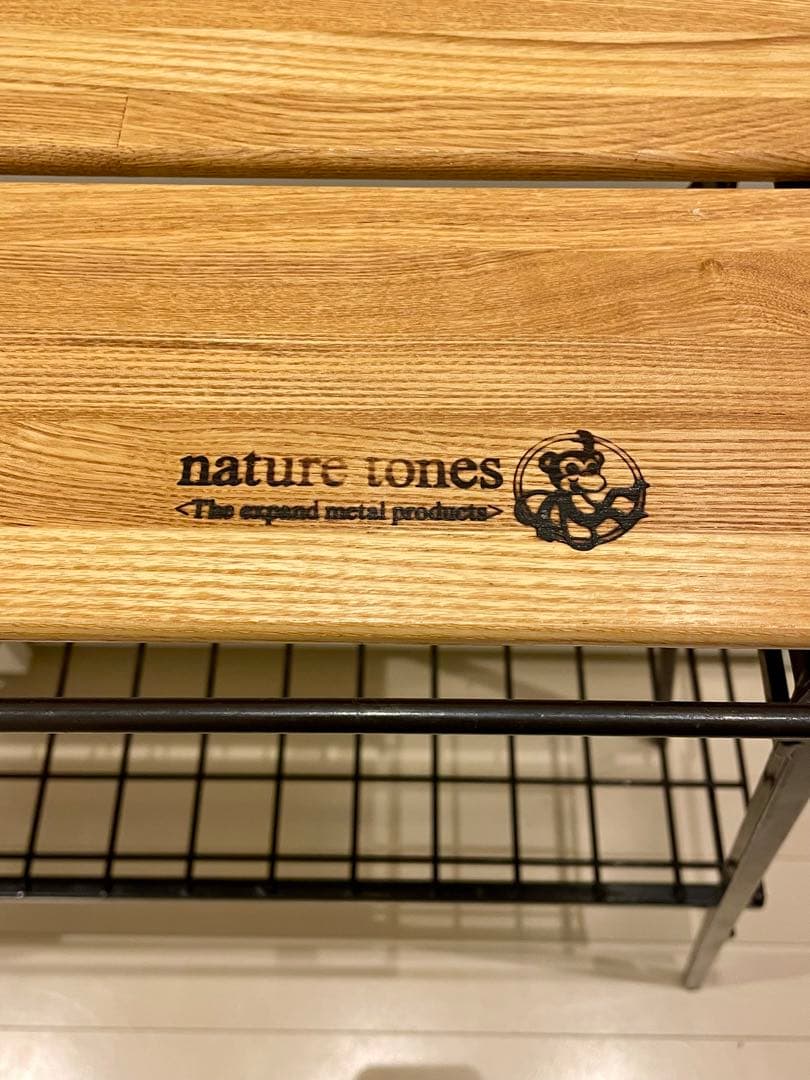 nature tones
<The expand metal products>